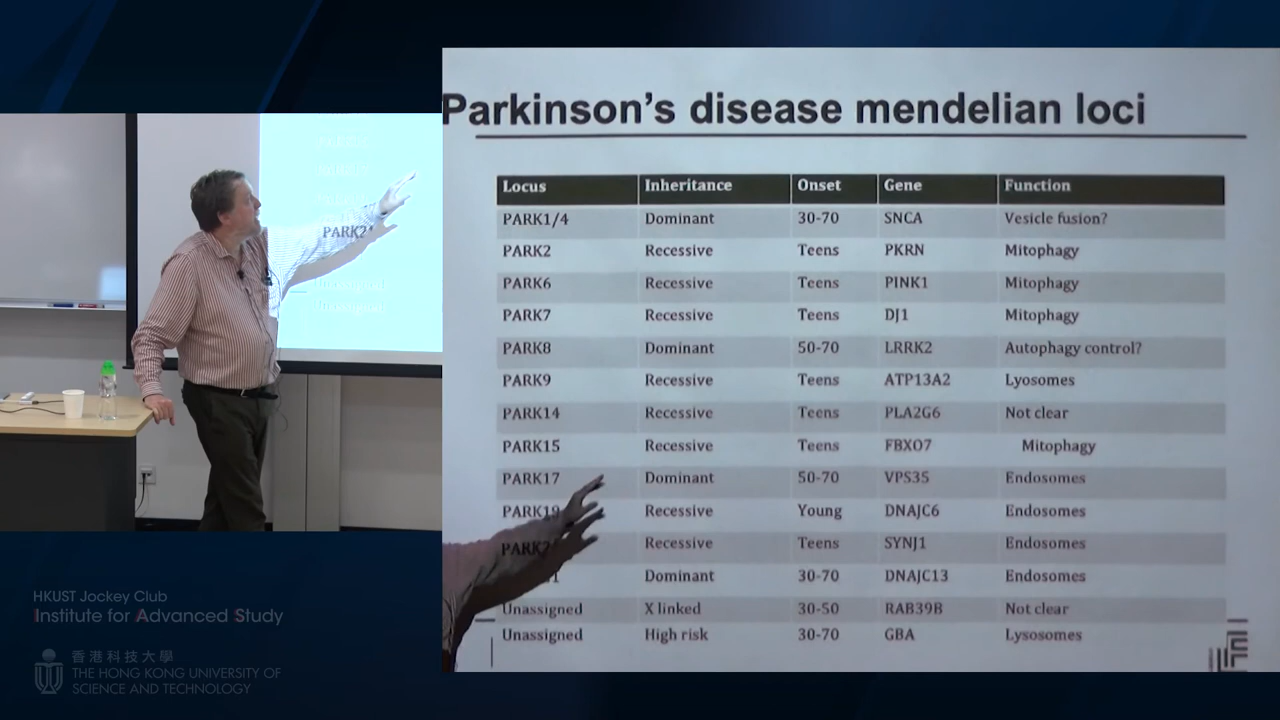 Parkinson's disease mendelian loci
Locus Inheritance Onset Gene Function
PARK1/4 Dominant 30-70 SNCA Vesicle fusion?
PARK2 Recessive Teens PKRN Mitophagy
PARK6 Recessive Teens PINK1 Mitophagy
PARK7 Recessive Teens DJ1 Mitophagy
PARK8 Dominant 50-70 LRRK2 Autophagy control?
PARK9 Recessive Teens ATP13A2 Lyosomes
PARK14 Recessive Teens PLA2G6 Not clear
PARK15 Recessive Teens FBXO7 Mitophagy
PARK17 Dominant 50-70 VPS35 Endosomes
PARK19 Recessive Young DNAJC6 Endosomes
Recessive Teens SYNJ1 Endosomes
Dominant 30-70 DNAJC13 Endosomes
Unassigned X linked 30-50 RAB39B Not clear
Unassigned High risk 30-70 GBA Lysosomes
PARK21
Unassigned
Unassigned
HKUST Jockey Club
Institute for Advanced Study
香港科技大學
THE HONG KONG UNIVERSITY OF
SCIENCE AND TECHNOLOGY